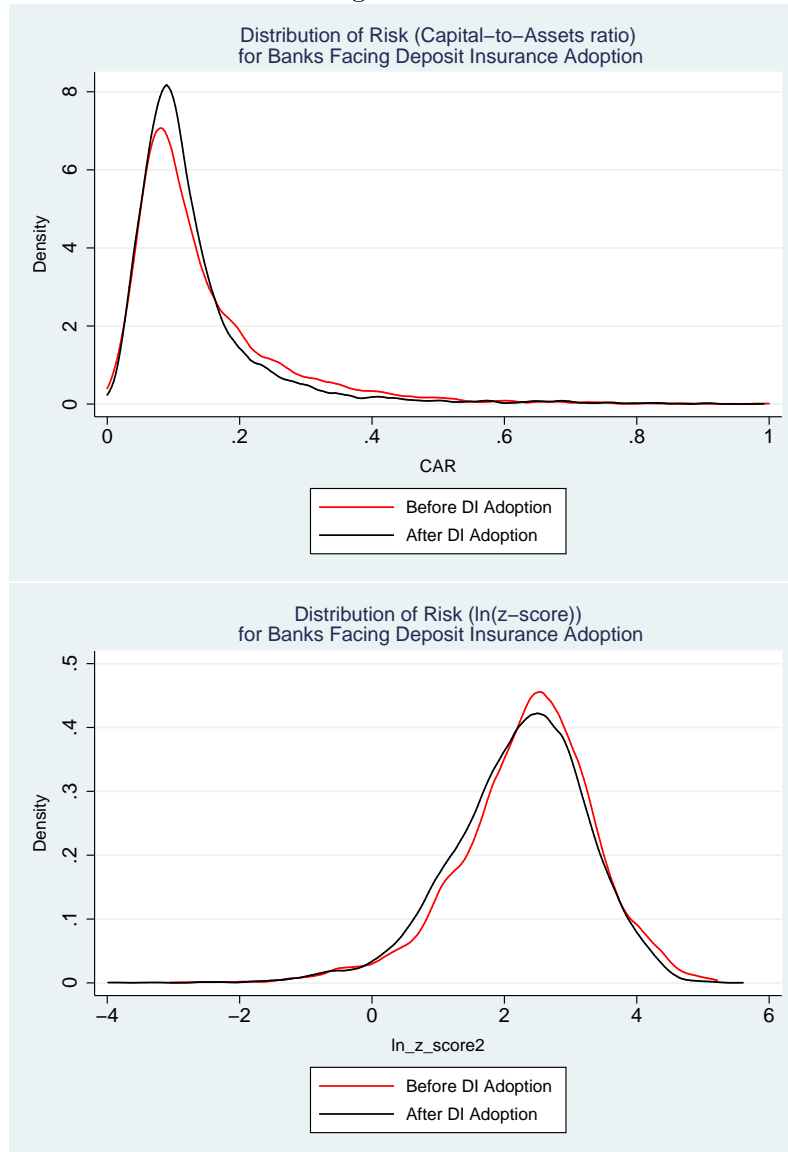 Distribution of Risk (Capital−to−Assets ratio)
for Banks Facing Deposit Insurance Adoption
8
6
4
2
0
Density
0 .2 .4 .6 .8 1
CAR
Before DI Adoption
After DI Adoption
Distribution of Risk (ln(z−score))
for Banks Facing Deposit Insurance Adoption
.5
.4
.3
.2
.1
0
Density
−4 −2 0 2 4 6
ln_z_score2
Before DI Adoption
After DI Adoption